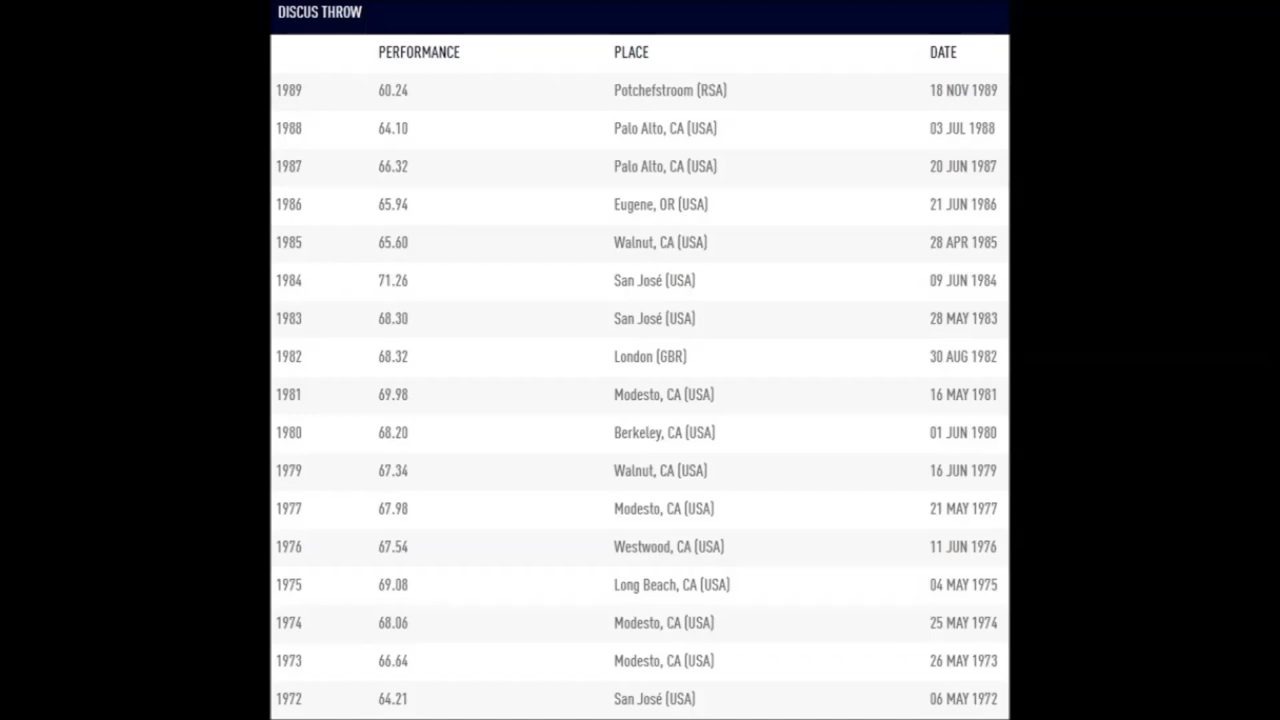 DISCUS THROW
PERFORMANCE PLACE DATE
1989 60.24 Potchefstroom (RSA) 18 NOV 1989
1988 64.10 Palo Alto, CA (USA) 03 JUL 1988
1987 66.32 Palo Alto, CA (USA) 20 JUN 1987
1986 65.94 Eugene, OR (USA) 21 JUN 1986
1985 65.60 Walnut, CA (USA) 28 APR 1985
1984 71.26 San José (USA) 09 JUN 1984
1983 68.30 San José (USA) 28 MAY 1983
1982 68.32 London (GBR) 30 AUG 1982
1981 69.98 Modesto, CA (USA) 16 MAY 1981
1980 68.20 Berkeley, CA (USA) 01 JUN 1980
1979 67.34 Walnut, CA (USA) 16 JUN 1979
1977 67.98 Modesto, CA (USA) 21 MAY 1977
1976 67.54 Westwood, CA (USA) 11 JUN 1976
1975 69.08 Long Beach, CA (USA) 04 MAY 1975
1974 68.06 Modesto, CA (USA) 25 MAY 1974
1973 66.64 Modesto, CA (USA) 26 MAY 1973
1972 64.21 San José (USA) 06 MAY 1972